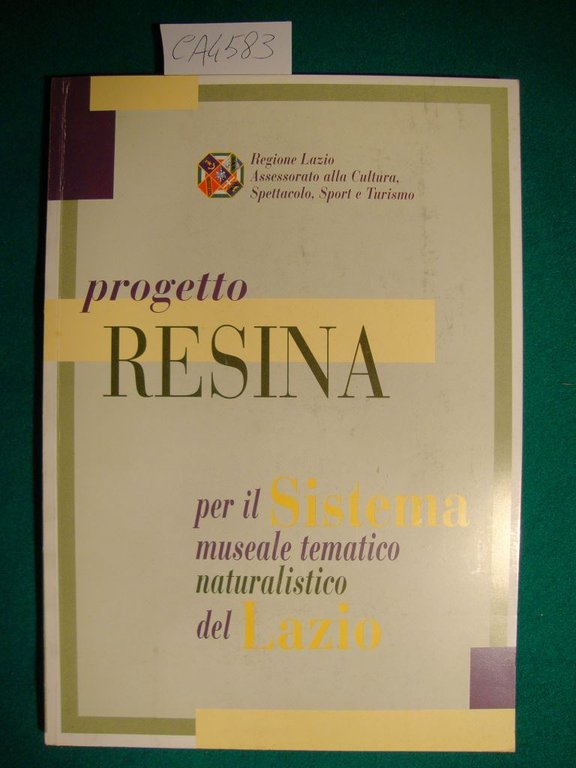 CA4583
Regione Lazio
Assessorato alla Cultura,
Spettacolo, Sport e Turismo
progetto
RESINA
per il Sistema
museale tematico
naturalistico
del Lazio